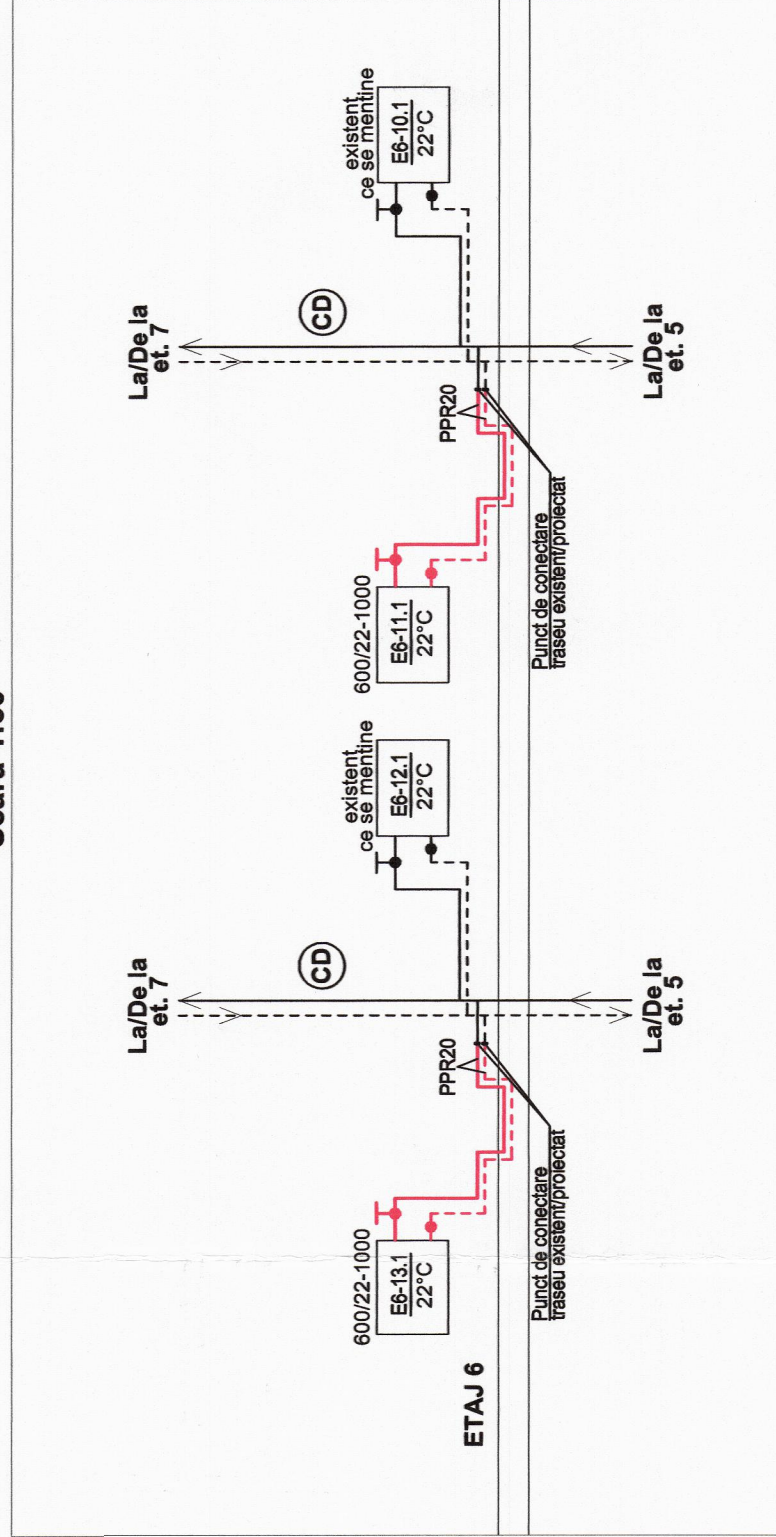 La/De la
et. 7
La/De la
et. 7
CD
CD
existent
ce se mentine
existent
ce se mentine
600/22-1000
E6-13.1
22°C
E6-12.1
22°C
600/22-1000
E6-11.1
22°C
E6-10.1
22°C
PPR20
PPR20
ETAJ 6
Punct de conectare
traseu existent/proiectat
Punct de conectare
traseu existent/proiectat
La/De la
et. 5
La/De la
et. 5